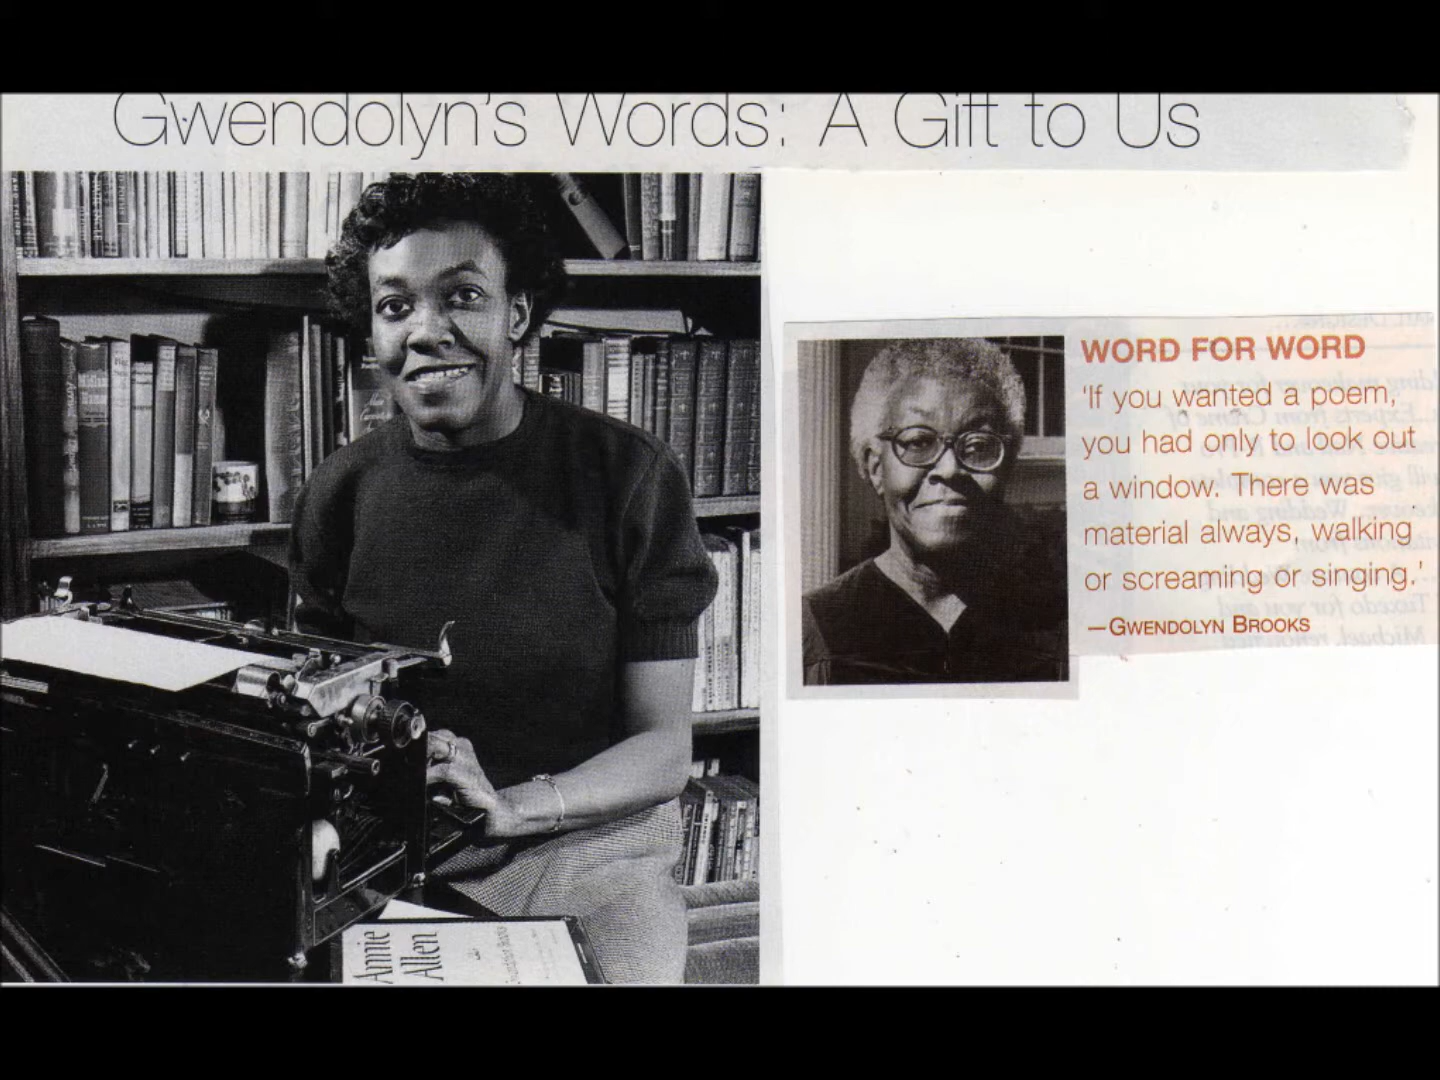 Gwendolyn's Words: A Gift to Us
WORD FOR WORD
'If you wanted a poem,
you had only to look out
a window. There was
material always, walking
or screaming or singing.'
—GWENDOLYN BROOKS
Annie
Allen